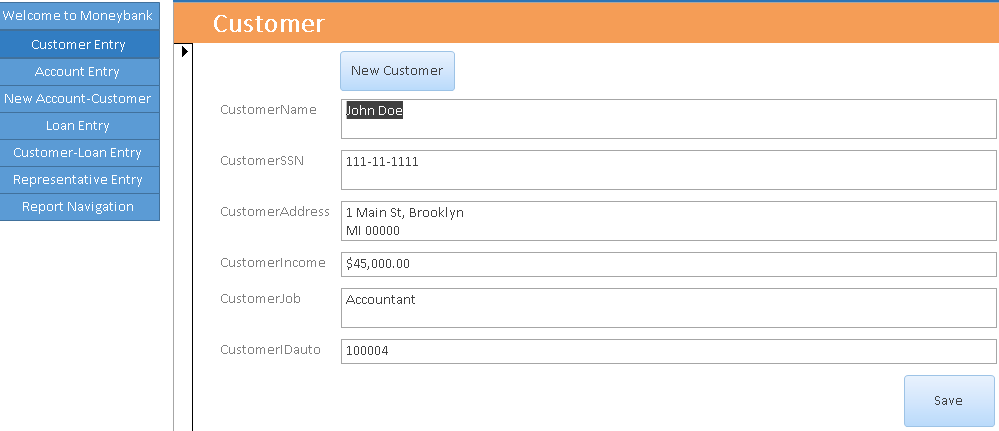 Welcome to Moneybank
Customer Entry
Account Entry
New Account-Customer
Loan Entry
Customer-Loan Entry
Representative Entry
Report Navigation
Customer
New Customer
CustomerName
John Doe
CustomerSSN
111-11-1111
CustomerAddress
1 Main St, Brooklyn
MI 00000
CustomerIncome
$45,000.00
CustomerJob
Accountant
CustomerIDauto
100004
Save